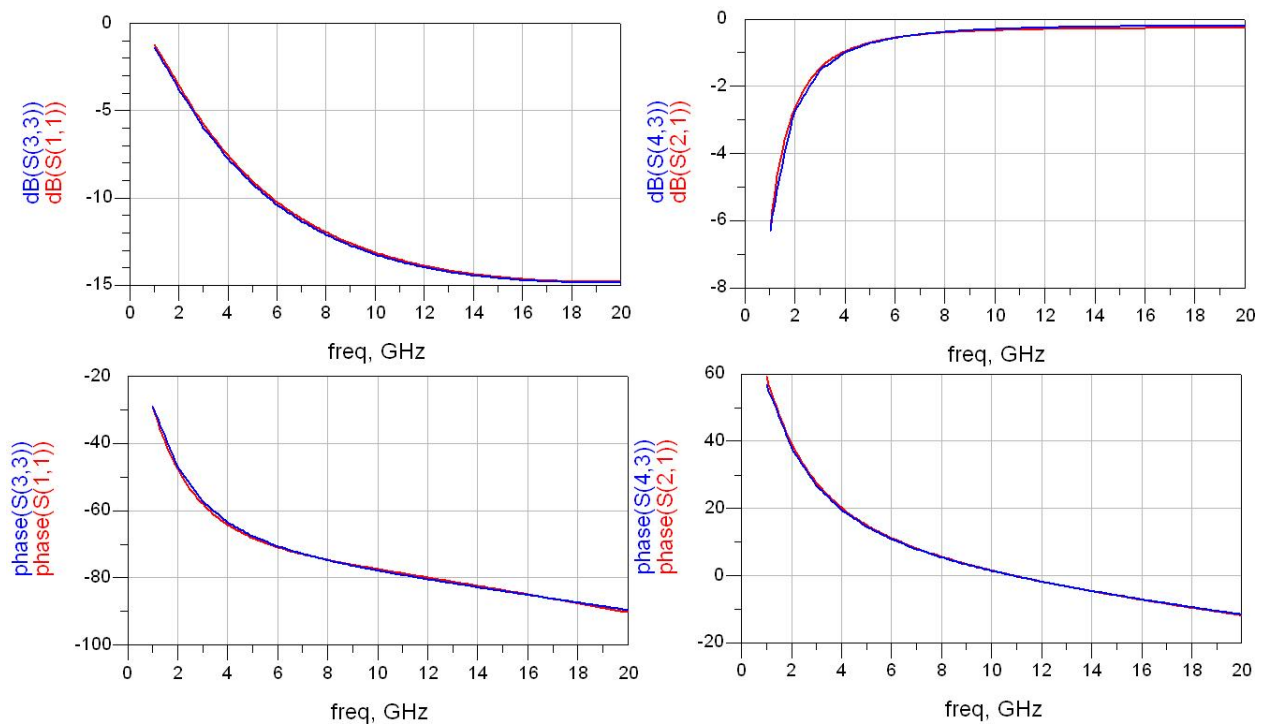 dB(S(3,3))
dB(S(1,1))
0
-5
-10
-15
0 2 4 6 8 10 12 14 16 18 20
freq, GHz
dB(S(4,3))
dB(S(2,1))
0
-2
-4
-6
-8
0 2 4 6 8 10 12 14 16 18 20
freq, GHz
phase(S(3,3))
phase(S(1,1))
-20
-40
-60
-80
-100
0 2 4 6 8 10 12 14 16 18 20
freq, GHz
phase(S(4,3))
phase(S(2,1))
60
40
20
0
-20
0 2 4 6 8 10 12 14 16 18 20
freq, GHz